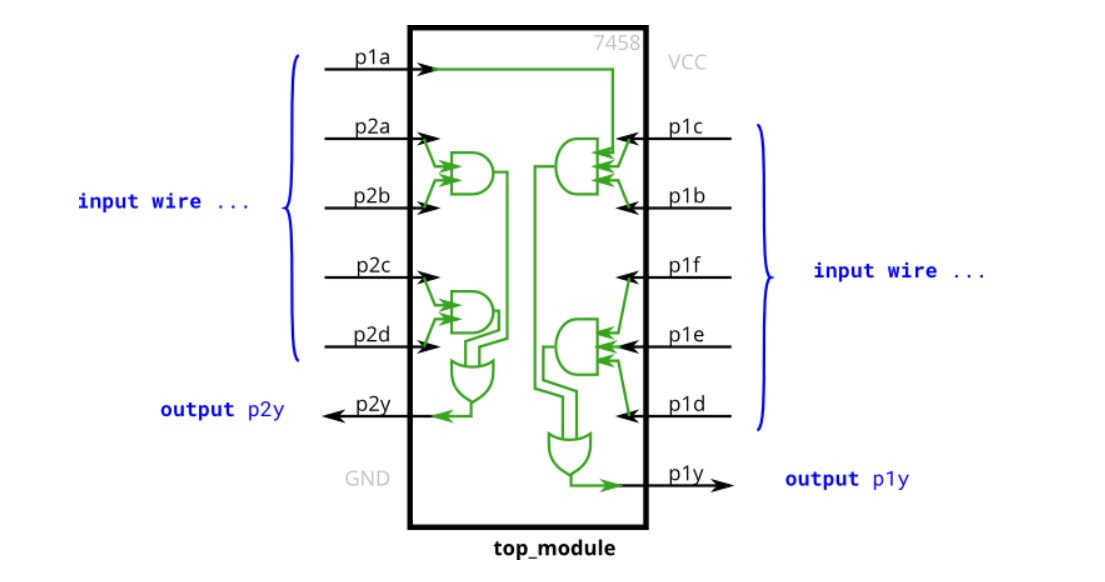 7458
p1a
VCC
p2a
p1c
p2b
p1b
input wire ...
p2c
p1f
input wire ...
p2d
p1e
output p2y
p2y
p1d
GND
p1y
output p1y
top_module